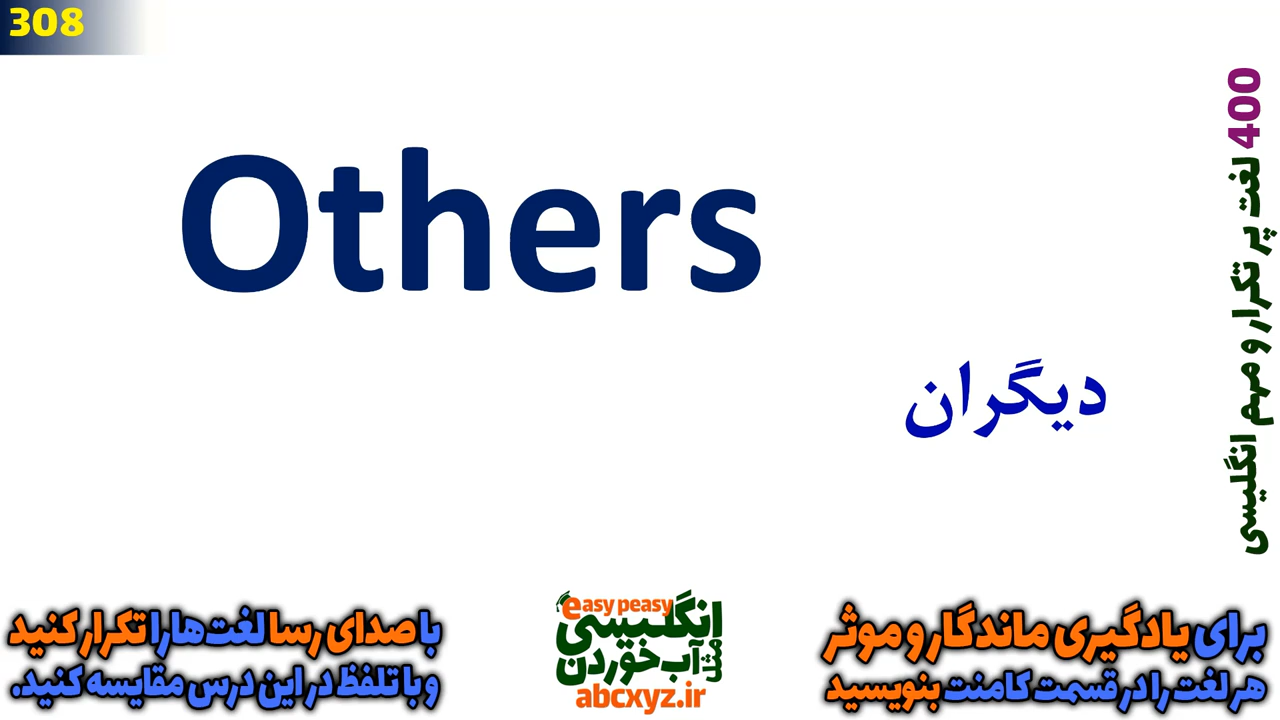 308
Others
دیگران
400 لغت پر تکرار و مهم انگلیسی
با صدای رسا لغت‌ها را تکرار کنید
و با تلفظ در این درس مقایسه کنید.
easy peasy
انگلیسی
مثل آب خوردن
abcxyz.ir
برای یادگیری ماندگار و موثر
هر لغت را در قسمت کامنت بنویسید